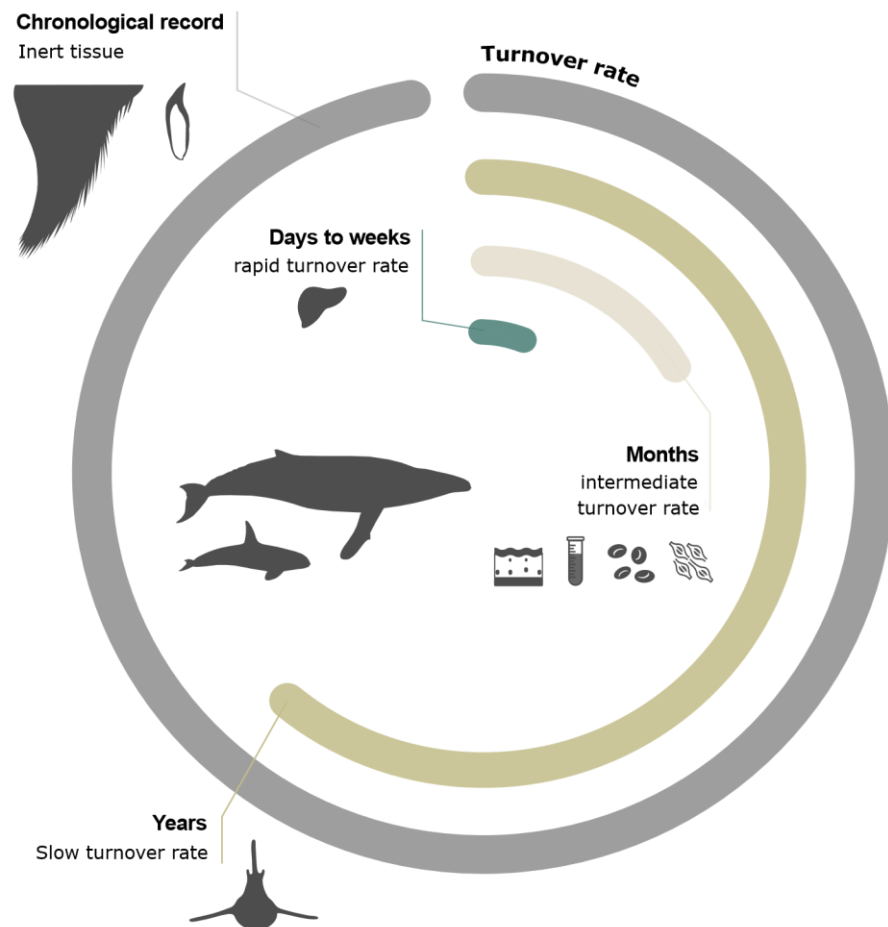 Chronological record
Inert tissue
Turnover rate
Days to weeks
rapid turnover rate
Months
intermediate
turnover rate
Years
Slow turnover rate